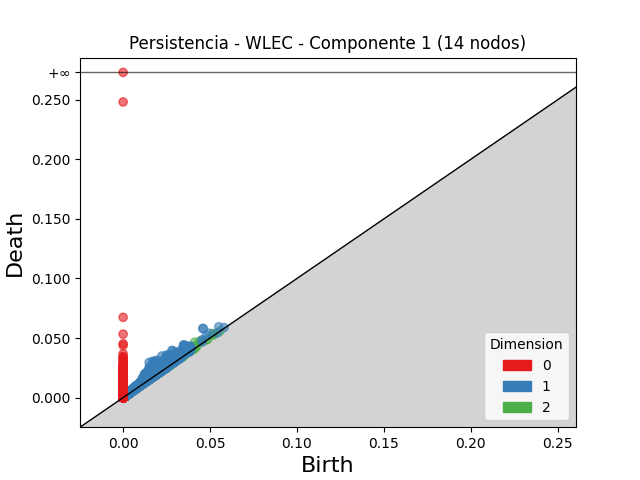 Persistencia - WLEC - Componente 1 (14 nodos)
+∞
0.250
0.200
0.150
0.100
0.050
0.000
Death
0.00 0.05 0.10 0.15 0.20 0.25
Birth
Dimension
0
1
2